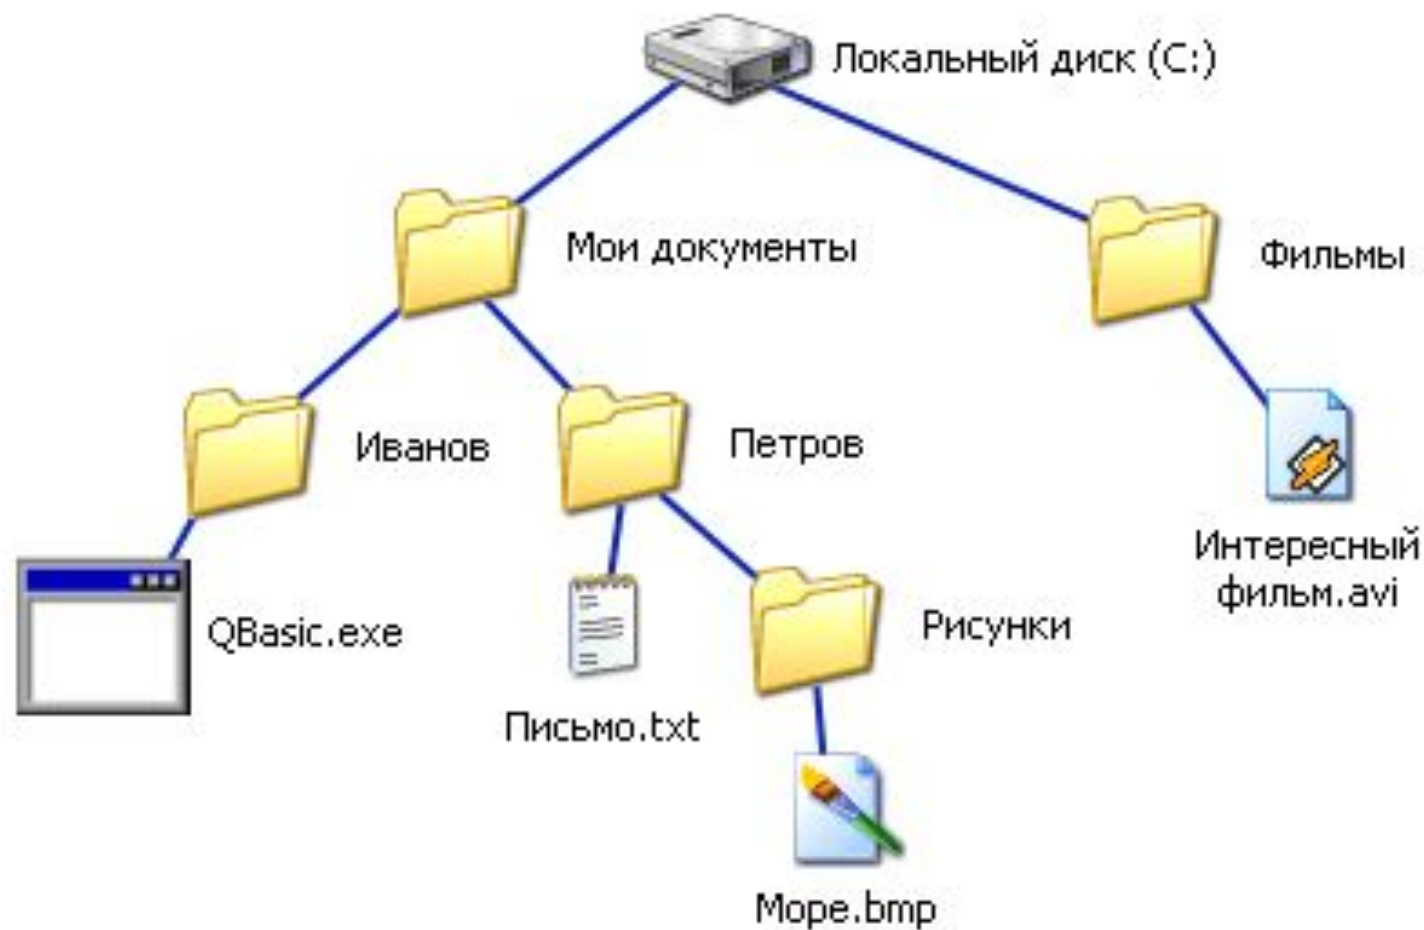 Локальный диск (C:)
Мои документы
Фильмы
Иванов
Петров
Интересный
фильм.avi
QBasic.exe
Рисунки
Письмо.txt
Море.bmp